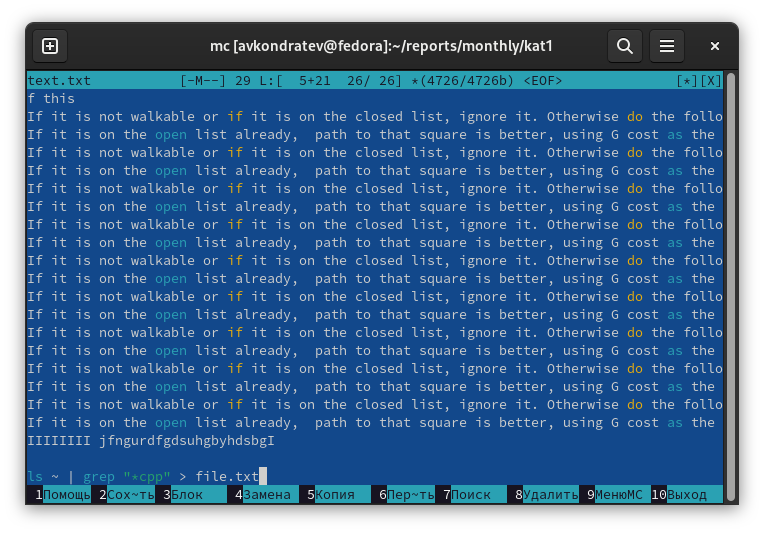 mc [avkondratev@fedora]:~/reports/monthly/kat1
text.txt [-M--] 29 L:[ 5+21 26/ 26] *(4726/4726b) <EOF> [*][X]
f this
If it is not walkable or if it is on the closed list, ignore it. Otherwise do the follo
If it is on the open list already,  path to that square is better, using G cost as the
If it is not walkable or if it is on the closed list, ignore it. Otherwise do the follo
If it is on the open list already,  path to that square is better, using G cost as the
If it is not walkable or if it is on the closed list, ignore it. Otherwise do the follo
If it is on the open list already,  path to that square is better, using G cost as the
If it is not walkable or if it is on the closed list, ignore it. Otherwise do the follo
If it is on the open list already,  path to that square is better, using G cost as the
If it is not walkable or if it is on the closed list, ignore it. Otherwise do the follo
If it is on the open list already,  path to that square is better, using G cost as the
If it is not walkable or if it is on the closed list, ignore it. Otherwise do the follo
If it is on the open list already,  path to that square is better, using G cost as the
If it is not walkable or if it is on the closed list, ignore it. Otherwise do the follo
If it is on the open list already,  path to that square is better, using G cost as the
If it is not walkable or if it is on the closed list, ignore it. Otherwise do the follo
If it is on the open list already,  path to that square is better, using G cost as the
If it is not walkable or if it is on the closed list, ignore it. Otherwise do the follo
If it is on the open list already,  path to that square is better, using G cost as the
IIIIIIII jfngurdfgdsuhgbyhdsbgI
ls ~ | grep "*cpp" > file.txt
1Помощь 2Сох~ть 3Блок 4Замена 5Копия 6Пер~ть 7Поиск 8Удалить 9МенюMC 10Выход